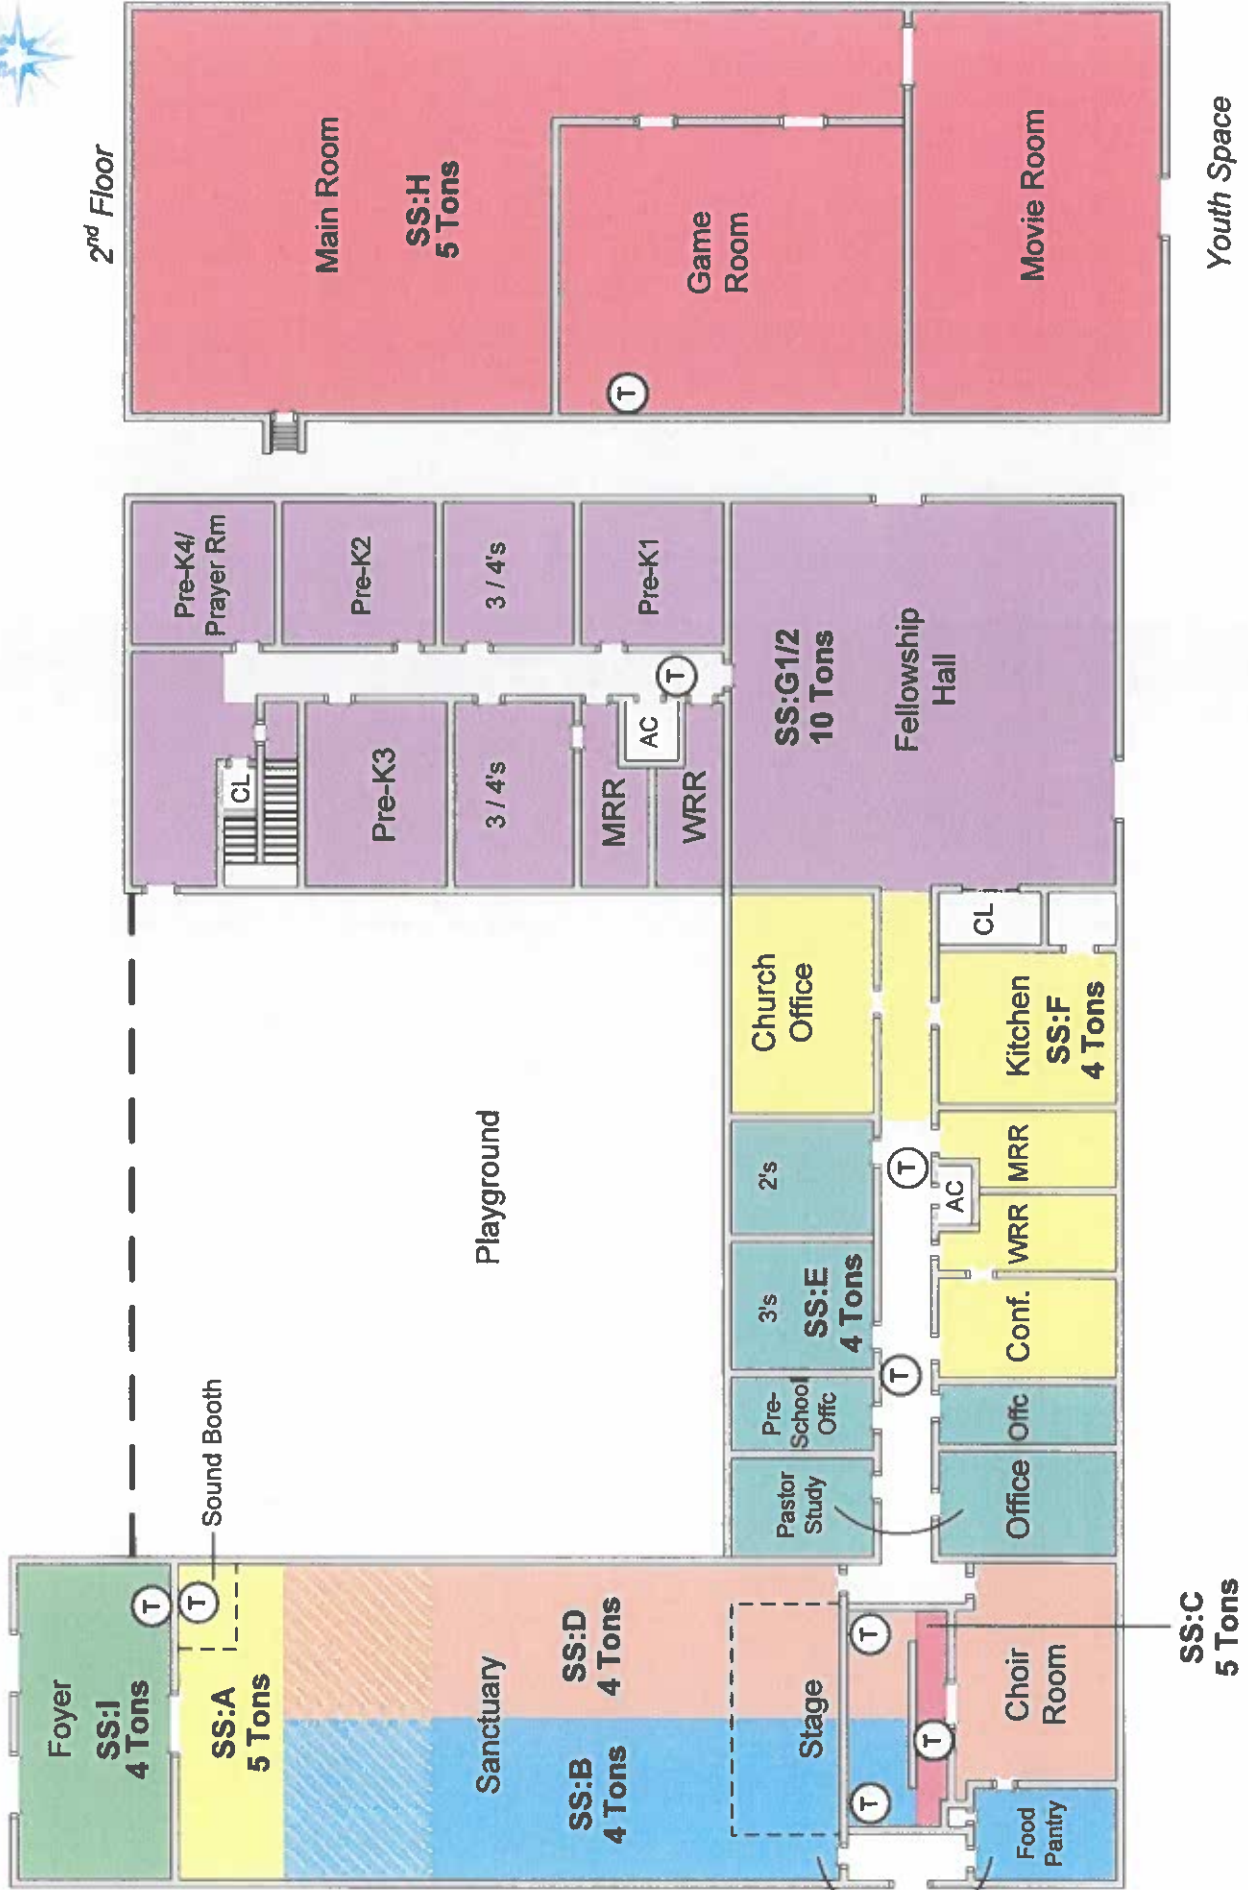 2nd Floor
Main Room
SS:H
5 Tons
Game
Room
Movie Room
Youth Space
T
Pre-K4/
Prayer Rm
Pre-K2
3 / 4's
Pre-K1
CL
Pre-K3
3 / 4's
MRR
WRR
AC
T
SS:G1/2
10 Tons
Fellowship
Hall
Playground
Church
Office
CL
Kitchen
SS:F
4 Tons
2's
3's
SS:E
4 Tons
Pre-
School
Offc
Pastor
Study
T
T
AC
MRR
WRR
Conf.
Offc
Office
Sound Booth
Foyer
SS:I
4 Tons
T
T
SS:A
5 Tons
Sanctuary
SS:D
4 Tons
SS:B
4 Tons
Stage
T
T
T
Choir
Room
Food
Pantry
SS:C
5 Tons